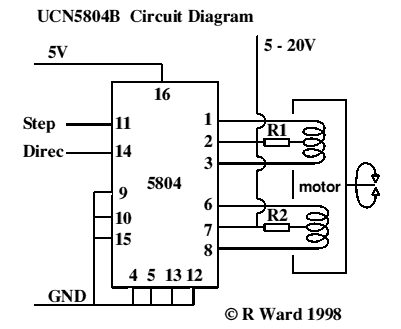 UCN5804B Circuit Diagram
5V
5 - 20V
16
Step
11
1
R1
2
Direc
14
3
5804
motor
9
6
R2
10
7
15
8
4 5 13 12
GND
© R Ward 1998